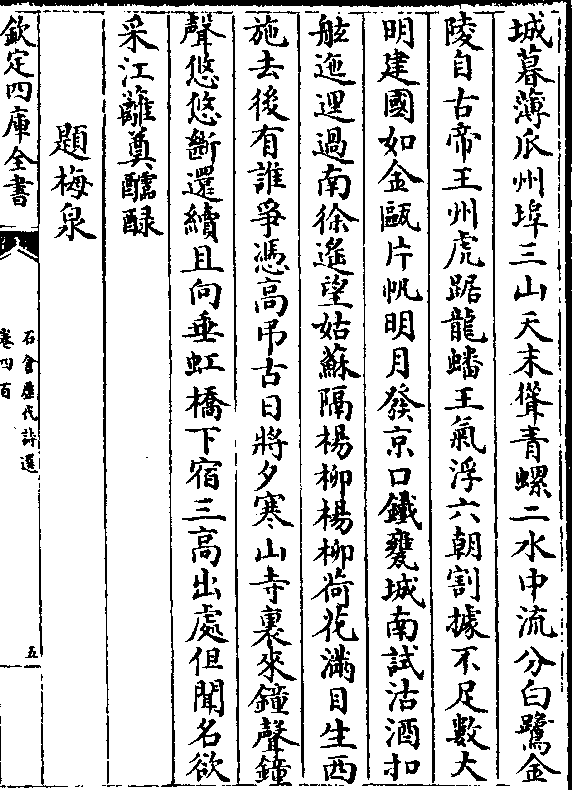 城暮薄瓜州埠三山天末聳青螺二水中流分白鷺金
陵自古帝王州虎踞龍蟠王氣浮六朝割據不足數大
明建國如金甌片帆明月發京口鐵甕城南試沽酒扣
舷迤邐過南徐遙望姑蘇隔楊柳楊柳荷花滿目生西
施去後有誰爭憑高弔古日將夕寒山寺裏來鐘聲鐘
聲悠悠斷還續且向垂虹橋下宿三高出處但聞名欲
采江蘺奠醽醁
題梅泉
欽定四庫全書
石倉歷代詩選
卷四百
五